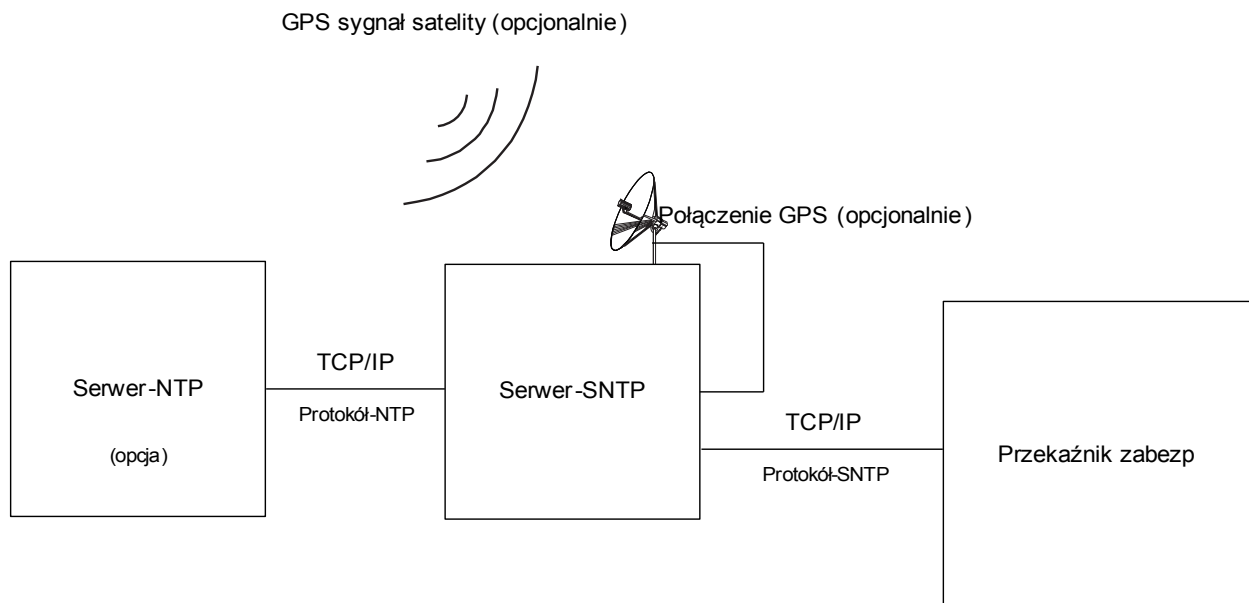 GPS sygnał satelity (opcjonalnie)
Połączenie GPS (opcjonalnie)
Serwer-NTP
(opcja)
TCP/IP
Protokół-NTP
Serwer-SNTP
TCP/IP
Protokół-SNTP
Przekaźnik zabezp